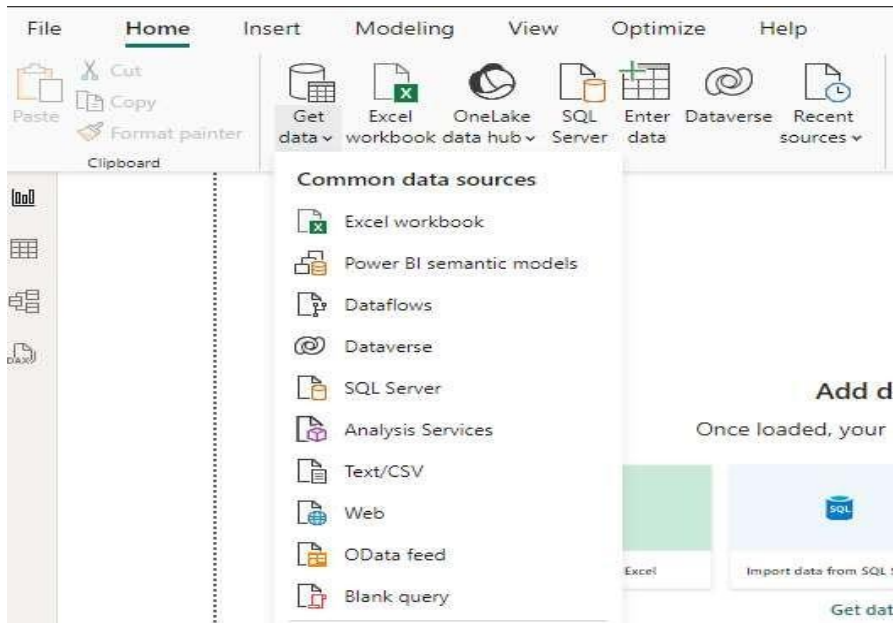 File Home Insert Modeling View Optimize Help
Paste
Cut
Copy
Format painter
Clipboard
Get data
Excel workbook
OneLake data hub
SQL Server
Enter data
Dataverse
Recent sources
Common data sources
Excel workbook
Power BI semantic models
Dataflows
Dataverse
SQL Server
Analysis Services
Text/CSV
Web
OData feed
Blank query
DAX
Add d
Once loaded, your
SQL
Excel
Import data from SQL S
Get dat